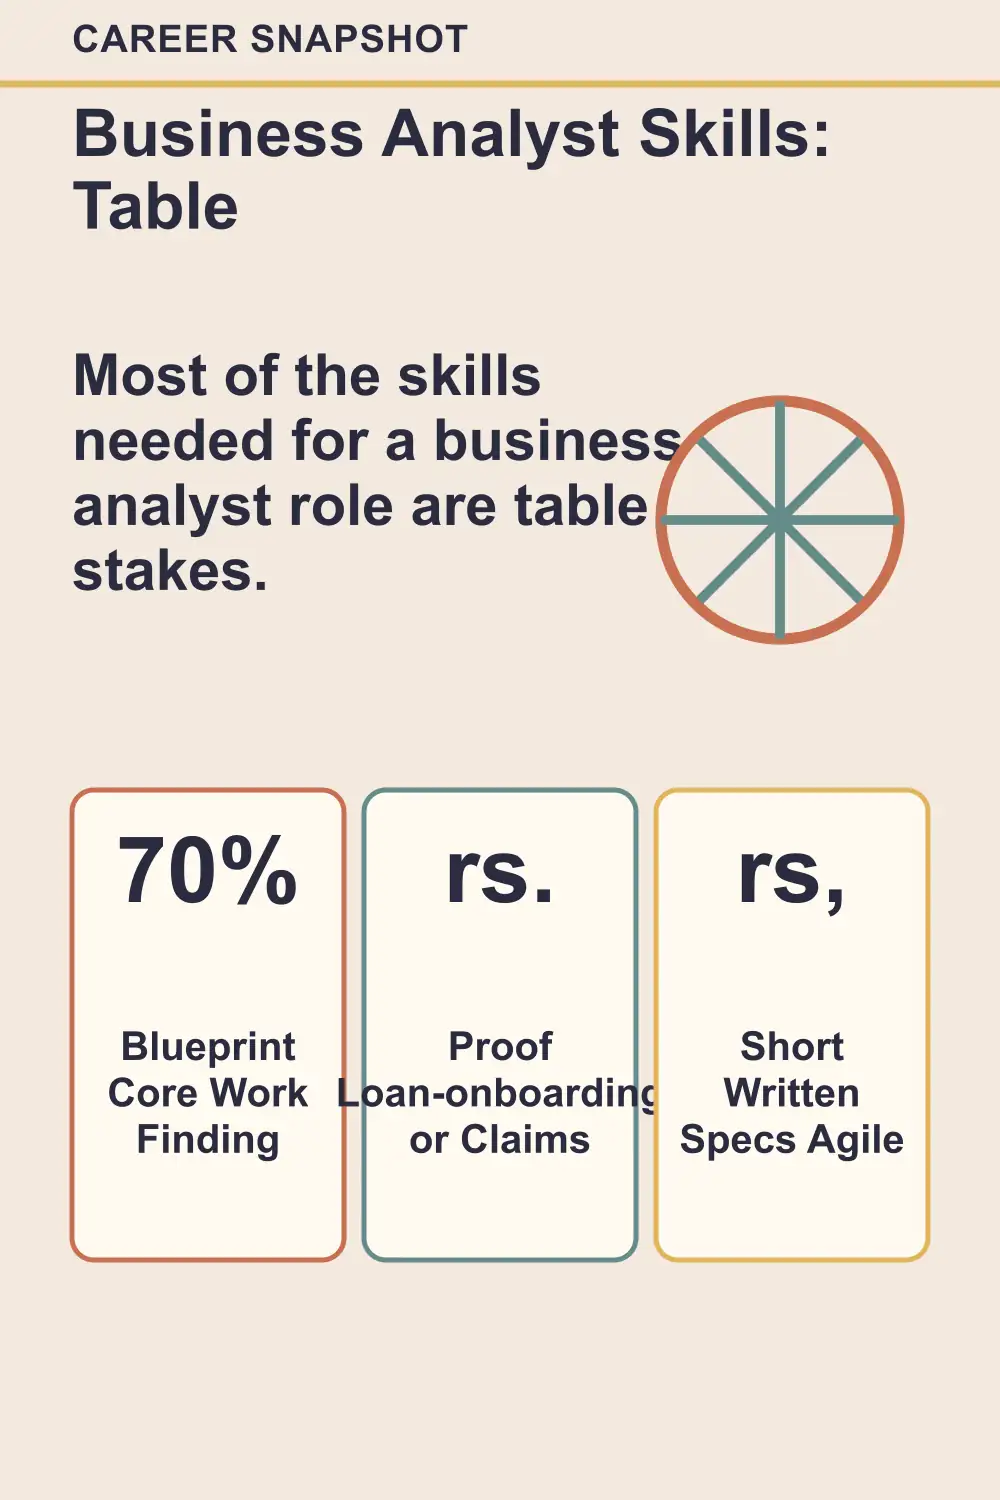 CAREER SNAPSHOT
Business Analyst Skills:
Table
Most of the skills
needed for a business
analyst role are table
stakes.
70%
Blueprint
Core Work
Finding
rs.
Proof
Loan-onboarding
or Claims
rs,
Short
Written
Specs Agile